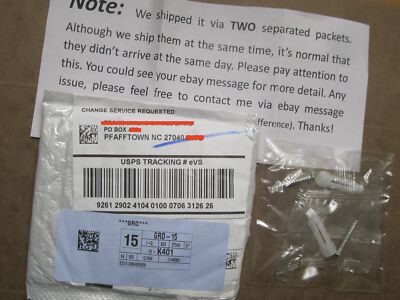 Note:
We shipped it via TWO separated packets.
Although we ship them at the same time, it's normal that
they didn't arrive at the same day. Please pay attention to
this. You could see your ebay message for more detail. Any
issue, please feel free to contact me via ebay message
difference). Thanks!
CHANGE SERVICE REQUESTED
PO BOX
PFAFFTOWN NC 27040
USPS TRACKING # eVS
9261 2902 4104 0100 0706 3126 26
***GRD***
15
GRD-15
K401